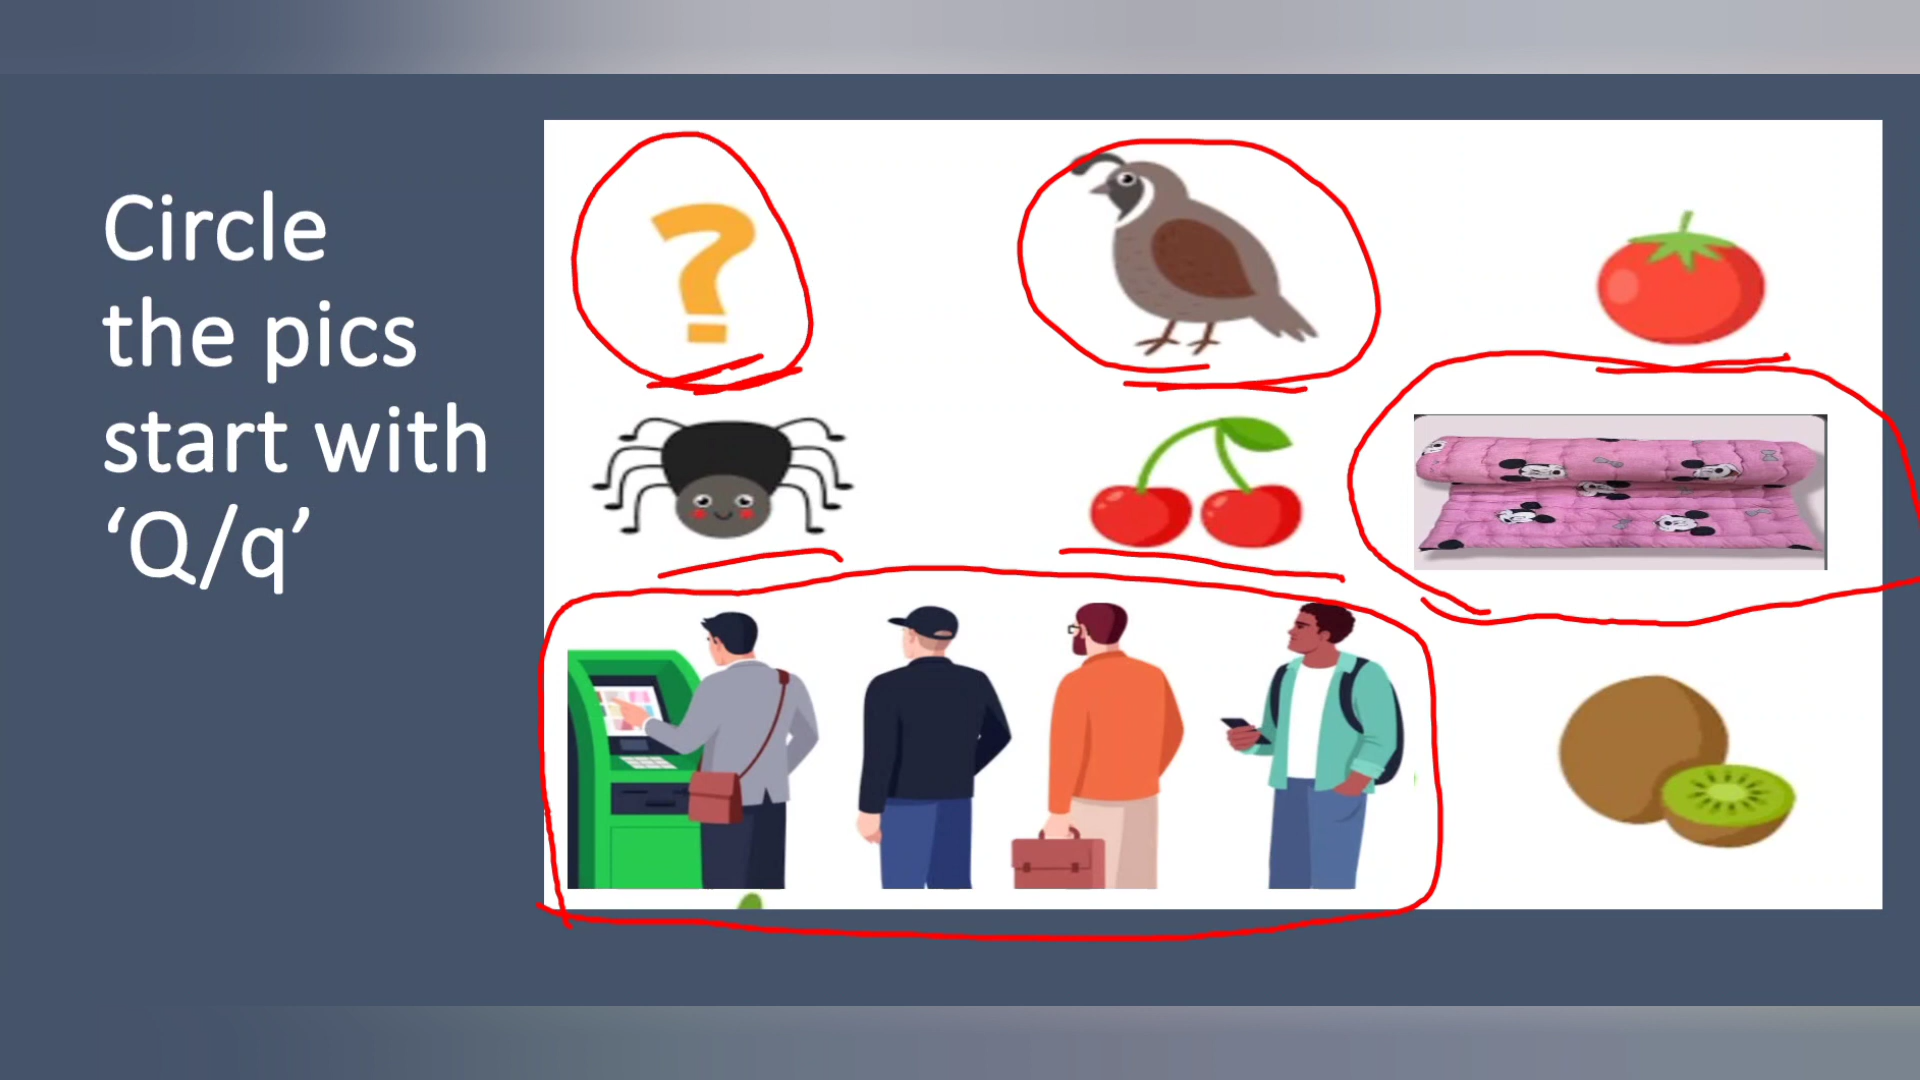 Circle
the pics
start with
‘Q/q’
?